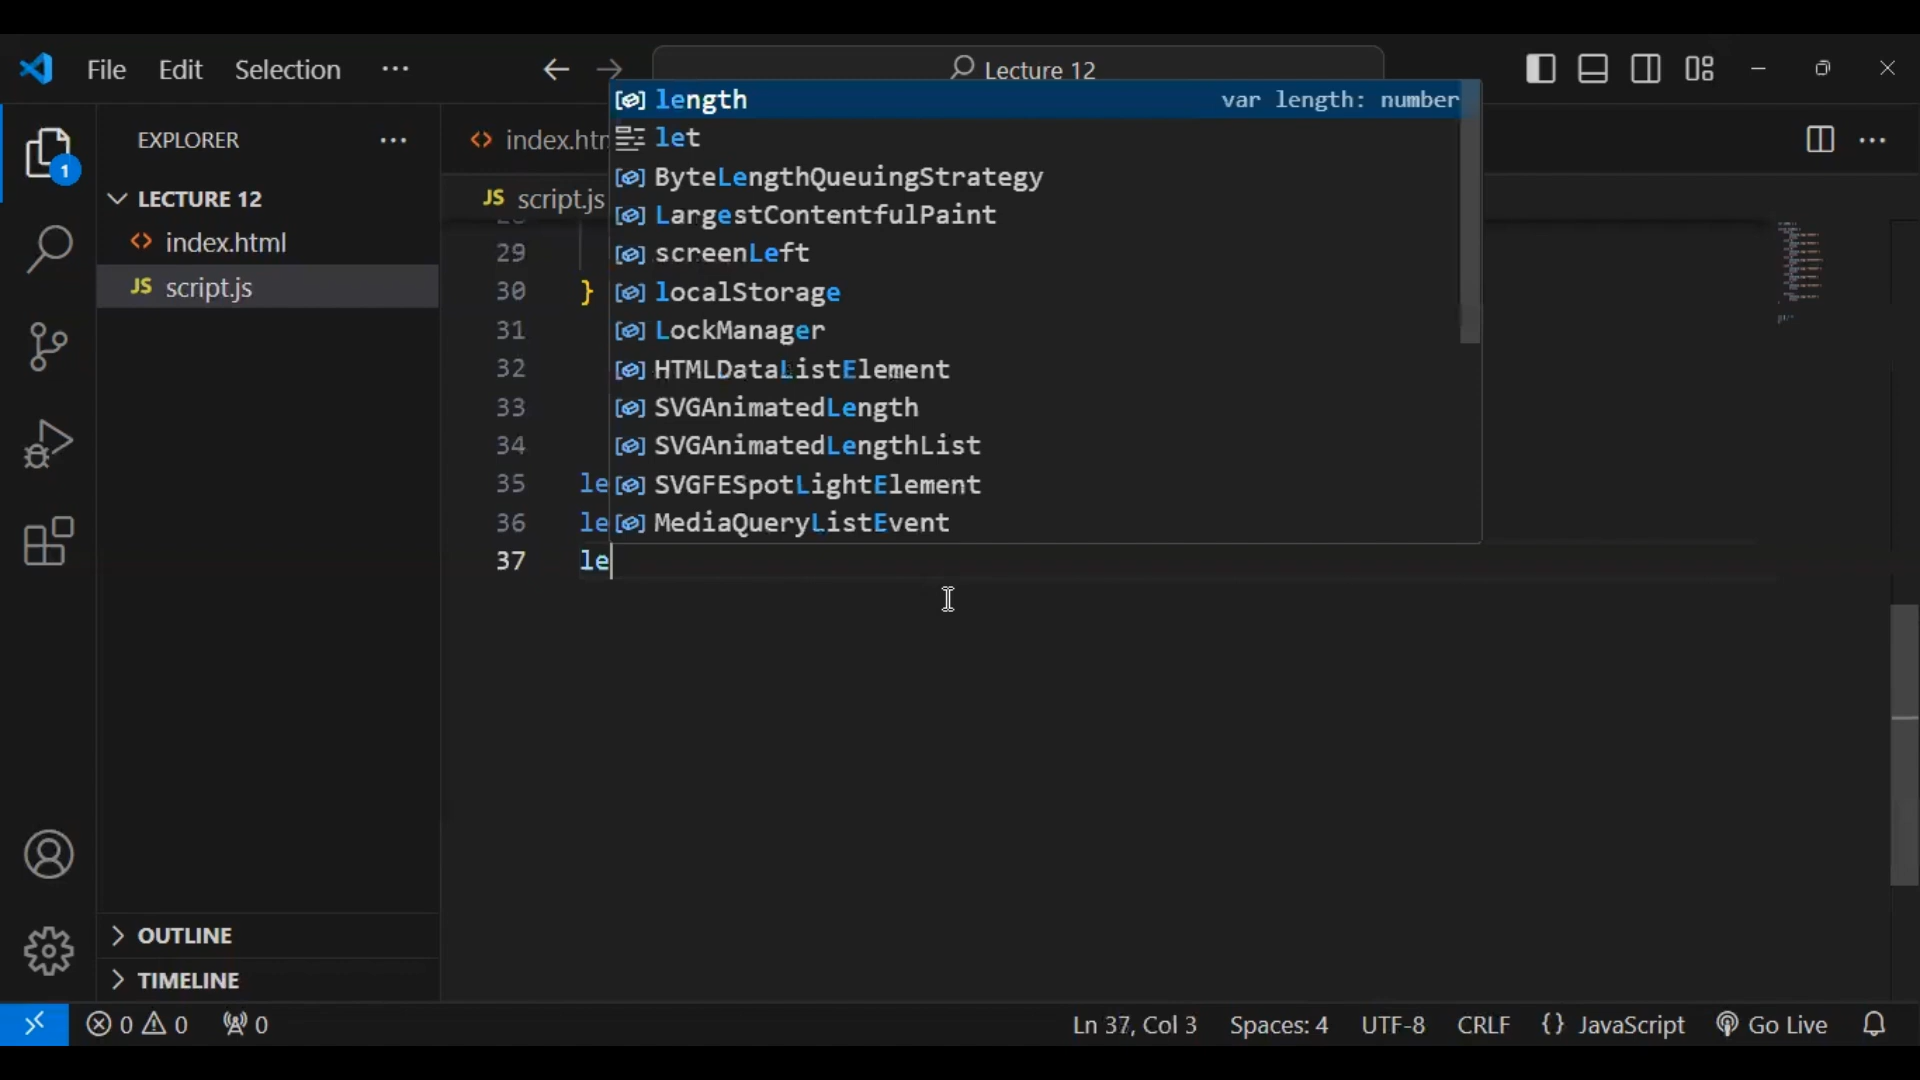 File Edit Selection ··· Lecture 12
EXPLORER ···
LECTURE 12
index.html
JS script.js
OUTLINE
TIMELINE
<> index.htm
JS script.js
29
30 }
31
32
33
34
35 le
36 le
37 le
length var length: number
let
ByteLengthQueuingStrategy
LargestContentfulPaint
screenLeft
localStorage
LockManager
HTMLDataListElement
SVGAnimatedLength
SVGAnimatedLengthList
SVGFESpotLightElement
MediaQueryListEvent
1
0 0 0 Ln 37, Col 3 Spaces: 4 UTF-8 CRLF {} JavaScript Go Live